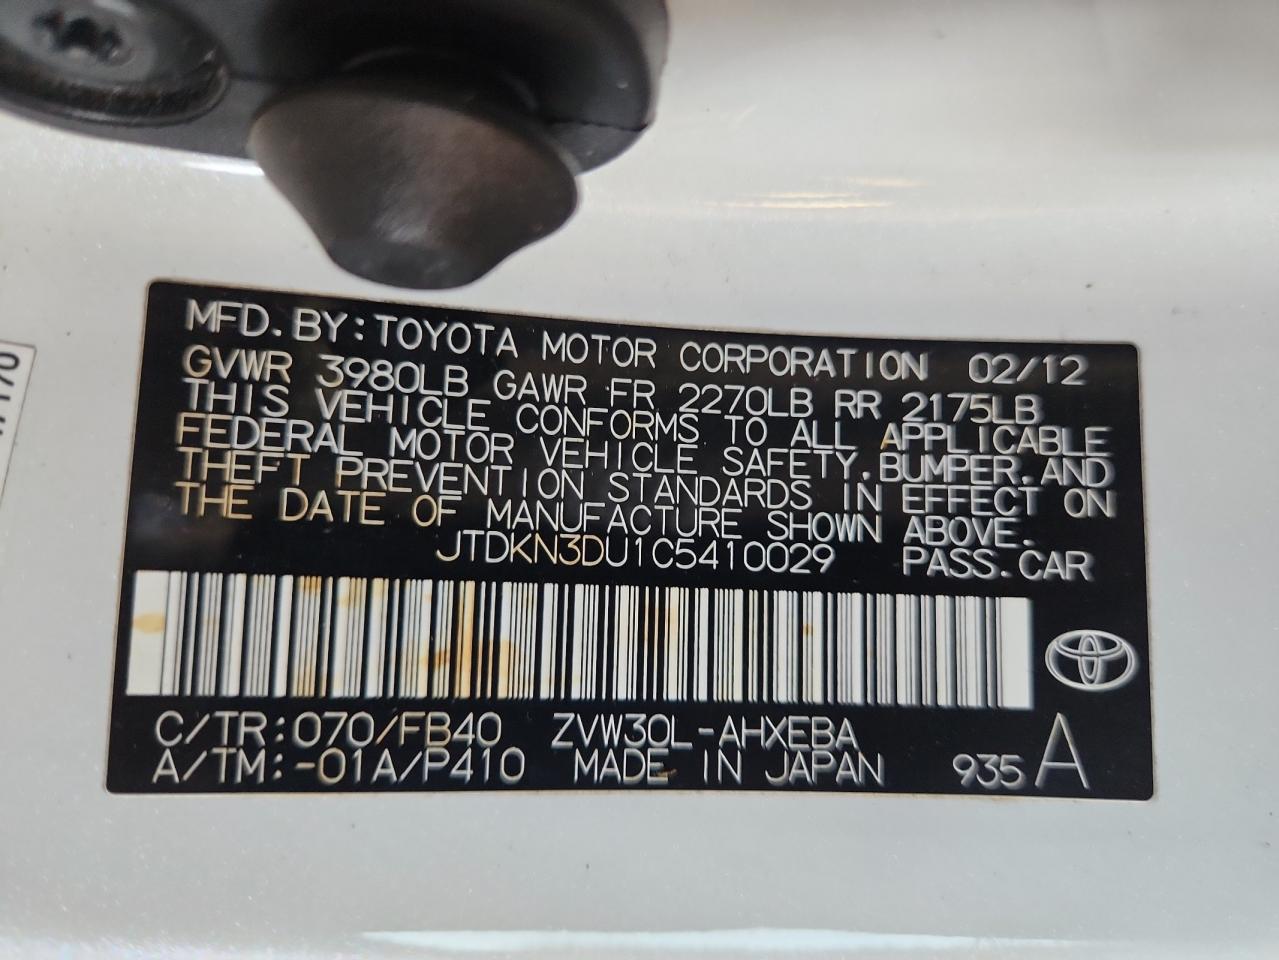 MFD. BY: TOYOTA MOTOR CORPORATION 02/12
GVWR 3980LB GAWR FR 2270LB RR 2175LB
THIS VEHICLE CONFORMS TO ALL APPLICABLE
FEDERAL MOTOR VEHICLE SAFETY, BUMPER, AND
THEFT PREVENTION STANDARDS IN EFFECT ON
THE DATE OF MANUFACTURE SHOWN ABOVE.
JTDKN3DU1C5410029 PASS. CAR
C/TR: 070/FB40 ZVW30L-AHXEBA
A/TM: -01A/P410 MADE IN JAPAN 935 A